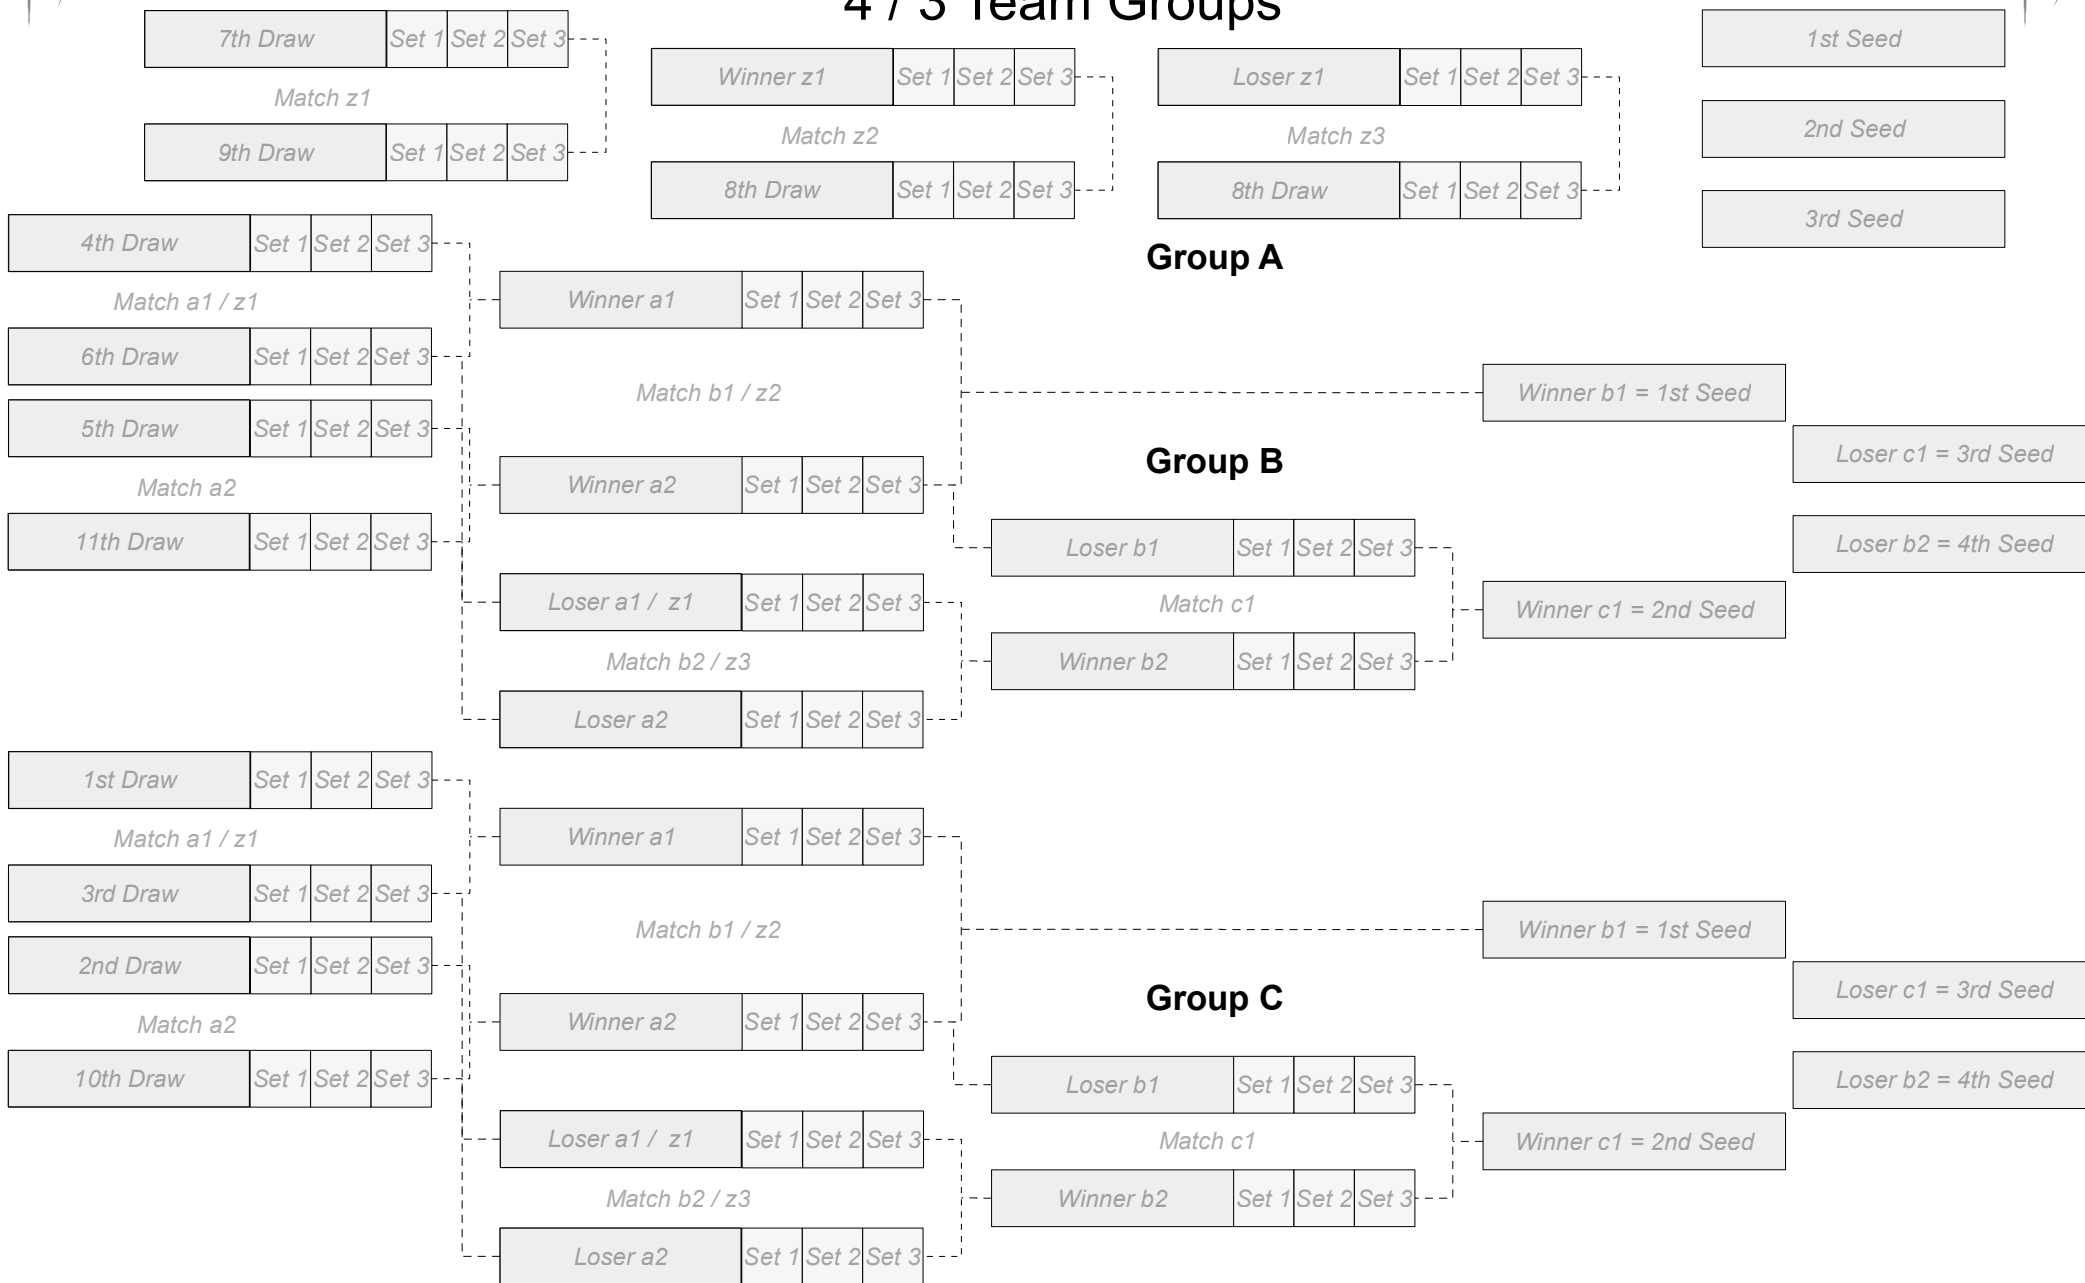 4 / 3 Team Groups
7th Draw Set 1 Set 2 Set 3
Match z1
9th Draw Set 1 Set 2 Set 3
Winner z1 Set 1 Set 2 Set 3
Match z2
8th Draw Set 1 Set 2 Set 3
Loser z1 Set 1 Set 2 Set 3
Match z3
8th Draw Set 1 Set 2 Set 3
1st Seed
2nd Seed
3rd Seed
Group A
4th Draw Set 1 Set 2 Set 3
Match a1 / z1
6th Draw Set 1 Set 2 Set 3
5th Draw Set 1 Set 2 Set 3
Match a2
11th Draw Set 1 Set 2 Set 3
Winner a1 Set 1 Set 2 Set 3
Match b1 / z2
Winner a2 Set 1 Set 2 Set 3
Loser a1 / z1 Set 1 Set 2 Set 3
Match b2 / z3
Loser a2 Set 1 Set 2 Set 3
Group B
Loser b1 Set 1 Set 2 Set 3
Match c1
Winner b2 Set 1 Set 2 Set 3
Winner b1 = 1st Seed
Loser c1 = 3rd Seed
Loser b2 = 4th Seed
Winner c1 = 2nd Seed
1st Draw Set 1 Set 2 Set 3
Match a1 / z1
3rd Draw Set 1 Set 2 Set 3
2nd Draw Set 1 Set 2 Set 3
Match a2
10th Draw Set 1 Set 2 Set 3
Winner a1 Set 1 Set 2 Set 3
Match b1 / z2
Winner a2 Set 1 Set 2 Set 3
Loser a1 / z1 Set 1 Set 2 Set 3
Match b2 / z3
Loser a2 Set 1 Set 2 Set 3
Group C
Loser b1 Set 1 Set 2 Set 3
Match c1
Winner b2 Set 1 Set 2 Set 3
Winner b1 = 1st Seed
Loser c1 = 3rd Seed
Loser b2 = 4th Seed
Winner c1 = 2nd Seed